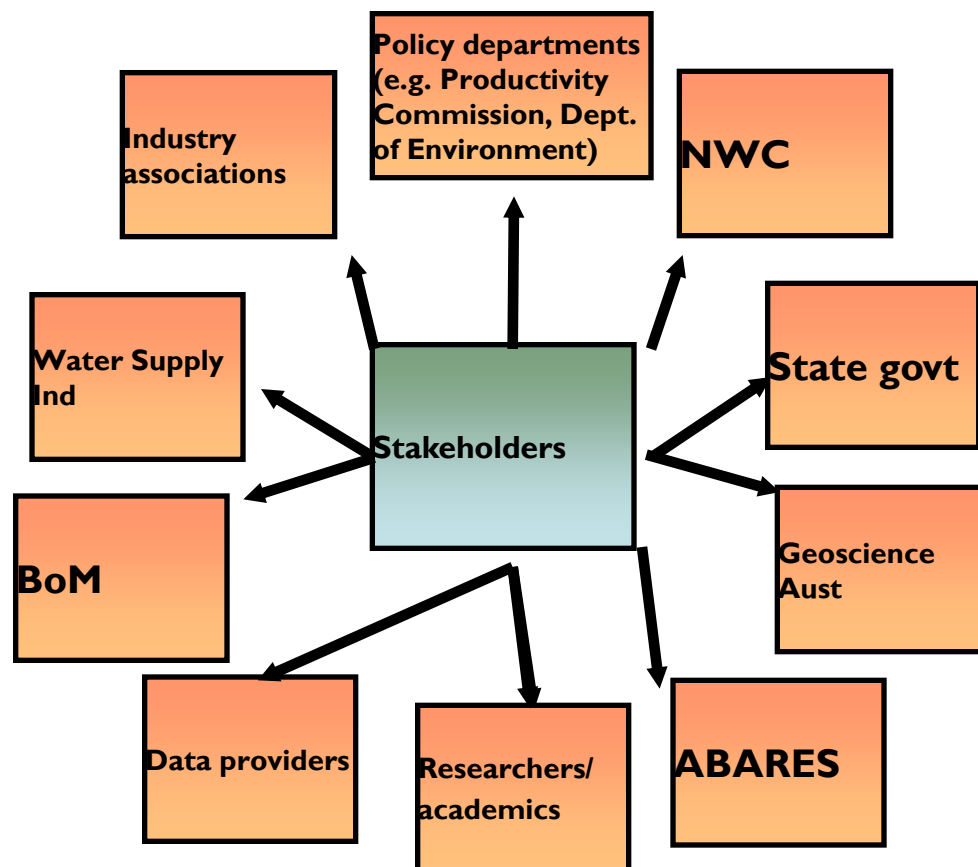 Policy departments
(e.g. Productivity
Commission, Dept.
of Environment)
Industry
associations
NWC
Water Supply
Ind
State govt
Stakeholders
BoM
Geoscience
Aust
Data providers
Researchers/
academics
ABARES